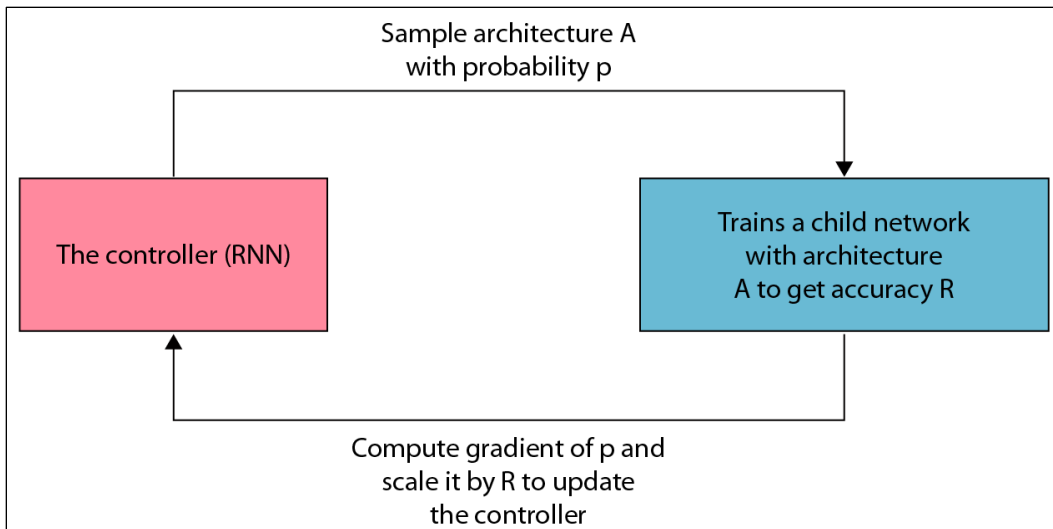 Sample architecture A
with probability p
The controller (RNN)
Trains a child network
with architecture
A to get accuracy R
Compute gradient of p and
scale it by R to update
the controller